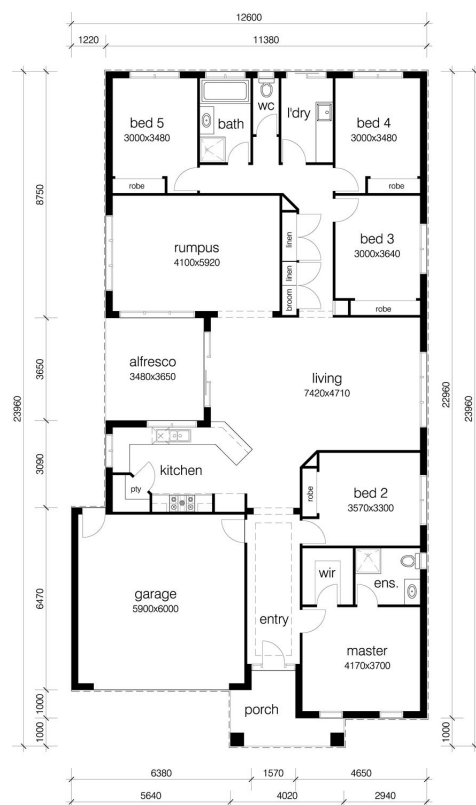 12600
1220
11380
bed 5
3000x3480
bath
wc
l'dry
bed 4
3000x3480
robe
robe
8750
rumpus
4100x5920
linen
linen
broom
bed 3
3000x3640
robe
23960
22960
23960
3650
alfresco
3480x3650
living
7420x4710
3090
kitchen
pty
robe
bed 2
3570x3300
6470
garage
5900x6000
wir
ens.
entry
master
4170x3700
1000
1000
porch
1000
6380
1570
4650
5640
4020
2940